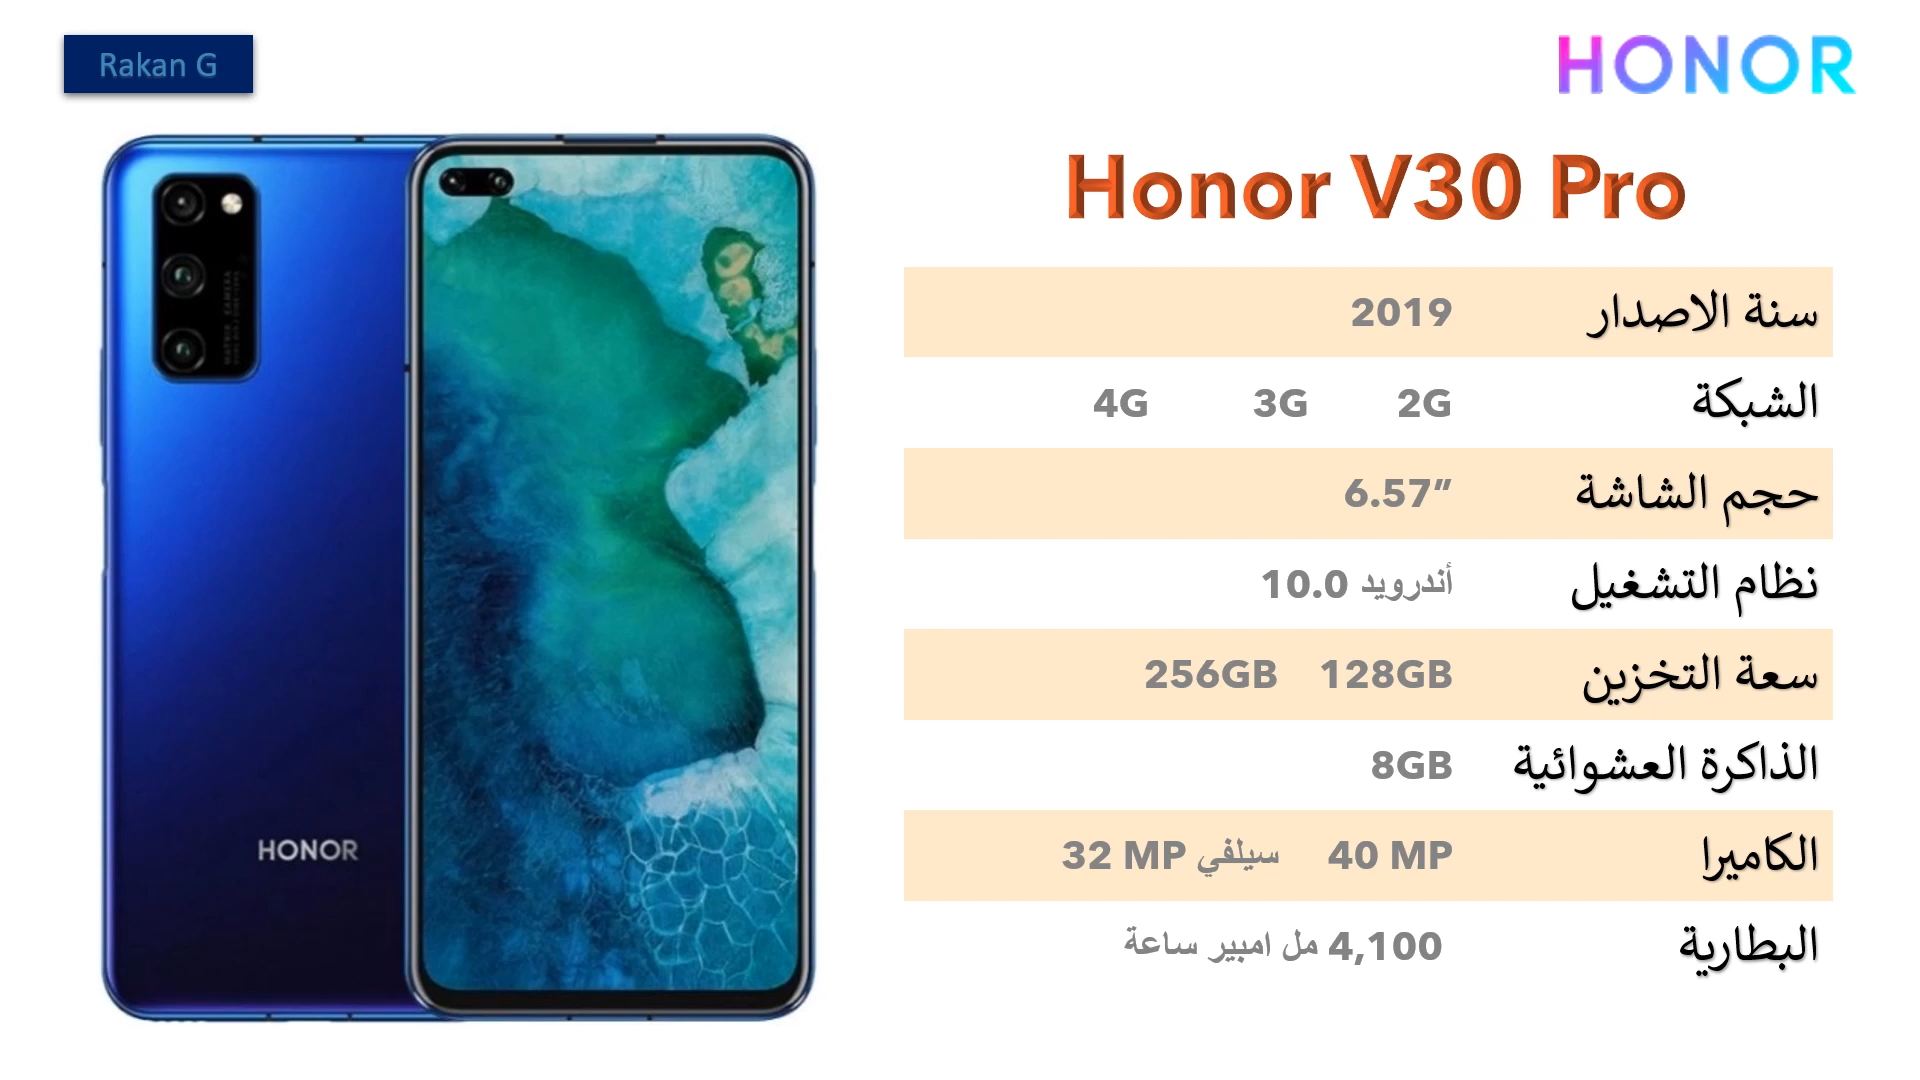 Rakan G
HONOR
Honor V30 Pro
سنة الاصدار 2019
الشبكة 2G 3G 4G
حجم الشاشة 6.57”
نظام التشغيل أندرويد 10.0
سعة التخزين 128GB 256GB
الذاكرة العشوائية 8GB
الكاميرا 40 MP سيلفي 32 MP
البطارية 4,100 مل امبير ساعة
HONOR